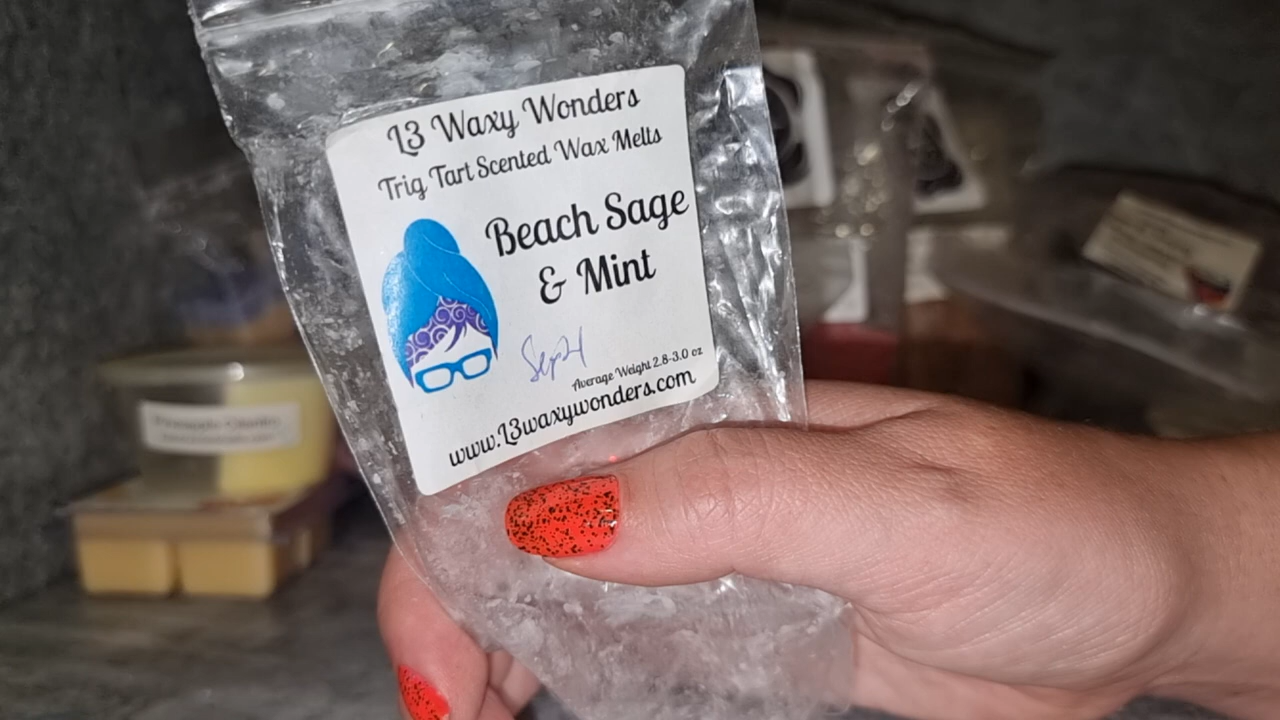 L3 Waxy Wonders
Trig Tart Scented Wax Melts
Beach Sage
& Mint
Average Weight 2.8-3.0 oz
www.L3waxywonders.com